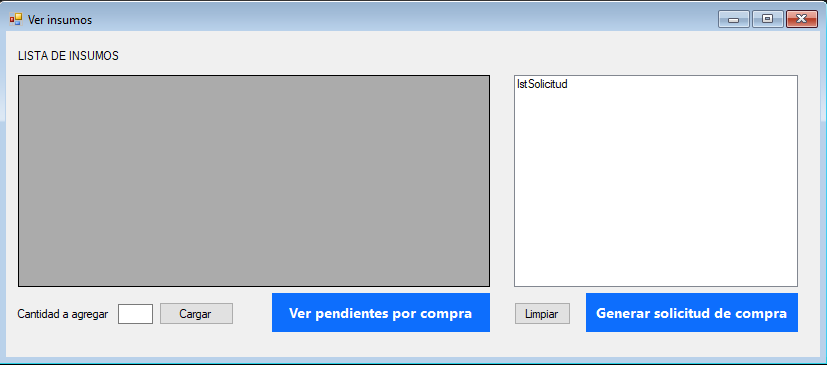 Ver insumos
LISTA DE INSUMOS
lstSolicitud
Cantidad a agregar
Cargar
Ver pendientes por compra
Limpiar
Generar solicitud de compra